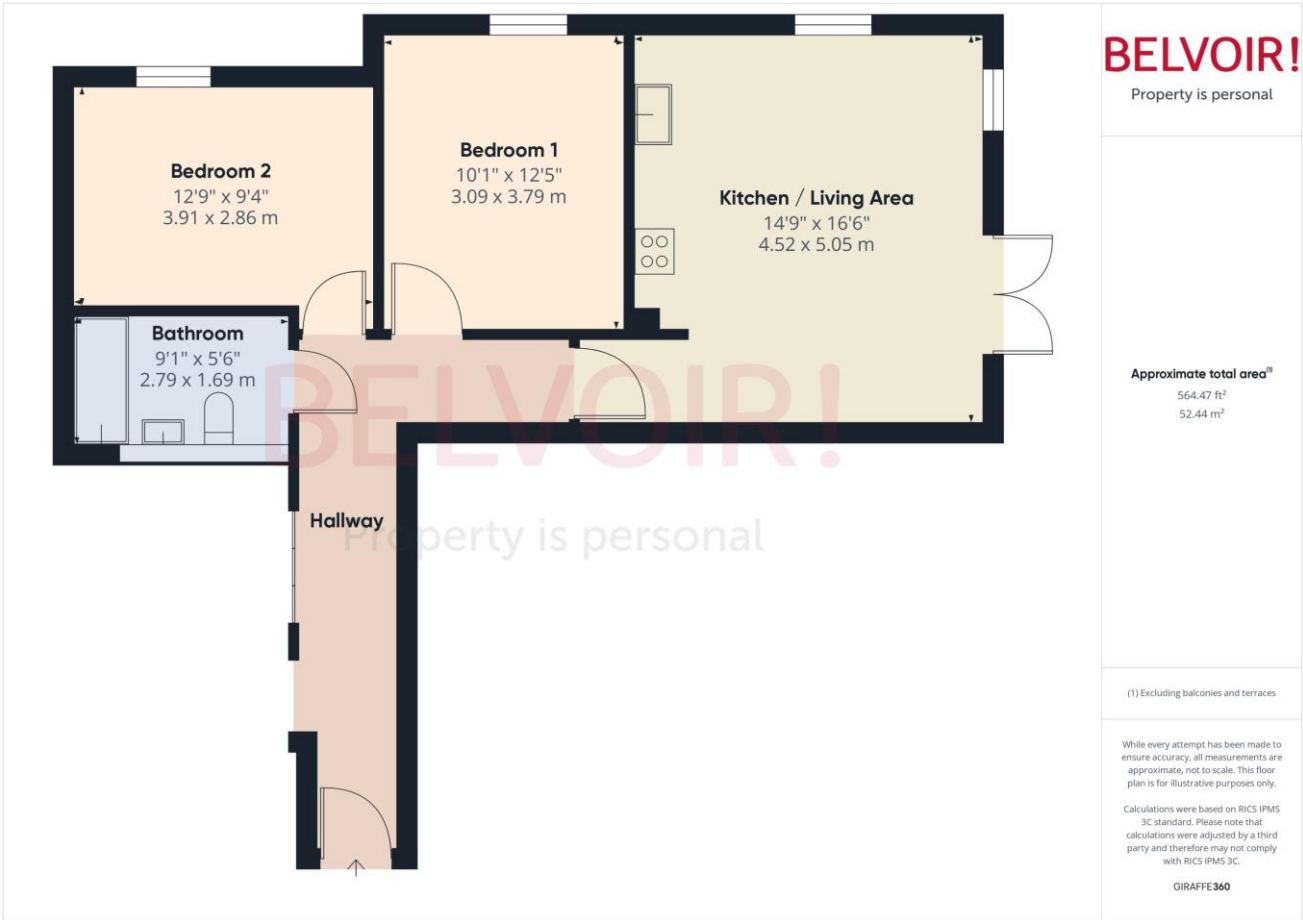 Bedroom 2
12'9" x 9'4"
3.91 x 2.86 m
Bedroom 1
10'1" x 12'5"
3.09 x 3.79 m
Kitchen / Living Area
14'9" x 16'6"
4.52 x 5.05 m
Bathroom
9'1" x 5'6"
2.79 x 1.69 m
Hallway
BELVOIR!
Property is personal
BELVOIR!
Property is personal
Approximate total area⁽¹⁾
564.47 ft²
52.44 m²
(1) Excluding balconies and terraces
While every attempt has been made to
ensure accuracy, all measurements are
approximate, not to scale. This floor
plan is for illustrative purposes only.
Calculations were based on RICS IPMS
3C standard. Please note that
calculations were adjusted by a third
party and therefore may not comply
with RICS IPMS 3C.
GIRAFFE360